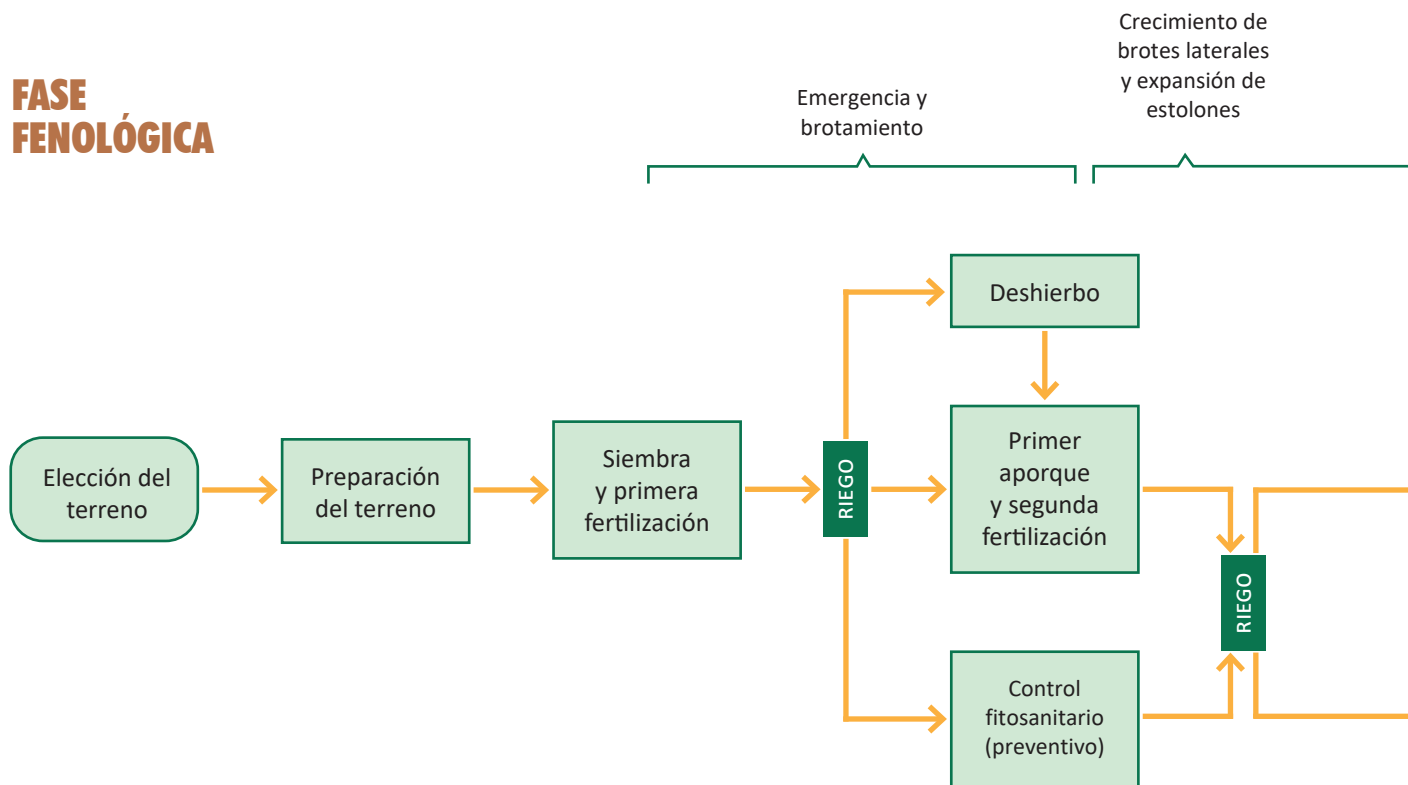 FASE
FENOLÓGICA
Emergencia y
brotamiento
Crecimiento de
brotes laterales
y expansión de
estolones
Elección del
terreno
Preparación
del terreno
Siembra
y primera
fertilización
RIEGO
Deshierbo
Primer
aporque
y segunda
fertilización
Control
fitosanitario
(preventivo)
RIEGO